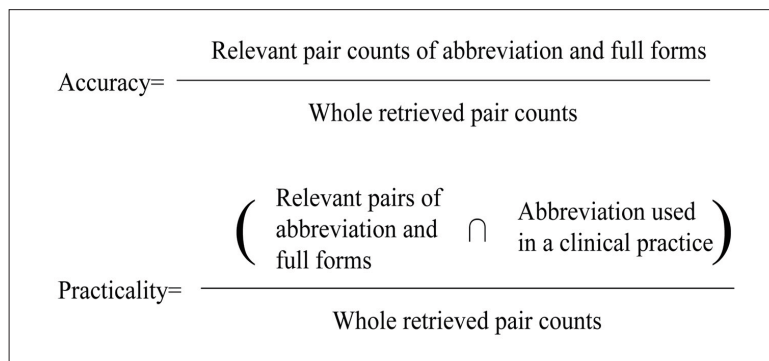 Relevant pair counts of abbreviation and full forms
Accuracy=
Whole retrieved pair counts
( Relevant pairs of abbreviation and full forms ∩ Abbreviation used in a clinical practice )
Practicality=
Whole retrieved pair counts